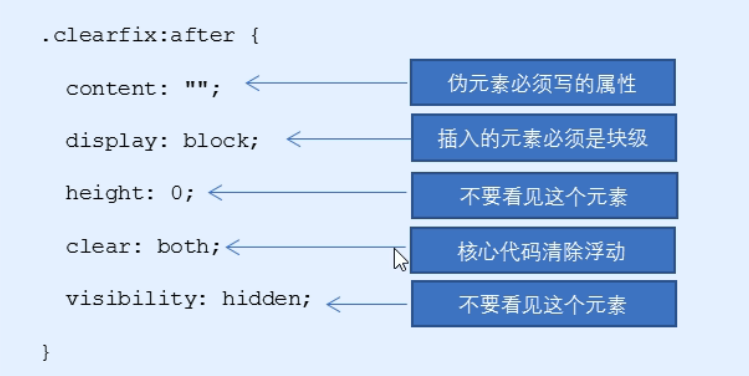 .clearfix:after {
content: ""; 伪元素必须写的属性
display: block; 插入的元素必须是块级
height: 0; 不要看见这个元素
clear: both; 核心代码清除浮动
visibility: hidden; 不要看见这个元素
}